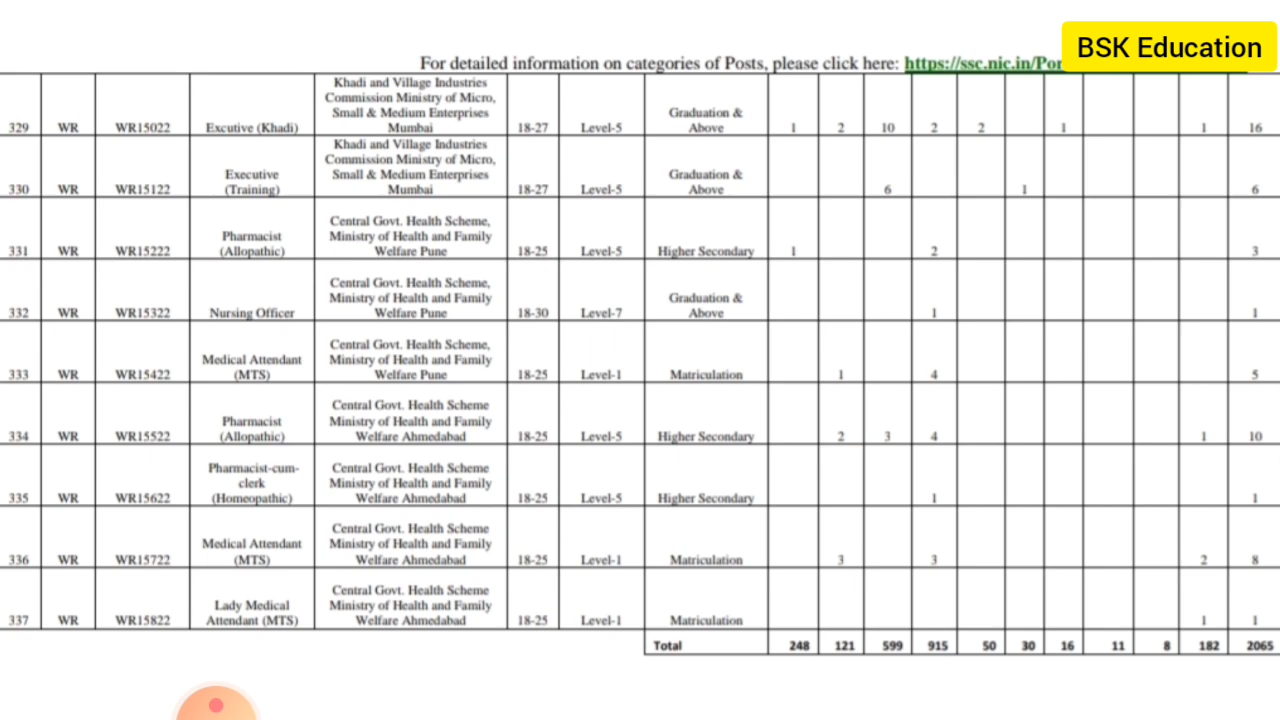 BSK Education
For detailed information on categories of Posts, please click here: https://ssc.nic.in/Por
329 WR WR15022 Excutive (Khadi) Khadi and Village Industries Commission Ministry of Micro, Small & Medium Enterprises Mumbai 18-27 Level-5 Graduation & Above 1 2 10 2 2 1 1 16
330 WR WR15122 Executive (Training) Khadi and Village Industries Commission Ministry of Micro, Small & Medium Enterprises Mumbai 18-27 Level-5 Graduation & Above 6 1 6
331 WR WR15222 Pharmacist (Allopathic) Central Govt. Health Scheme, Ministry of Health and Family Welfare Pune 18-25 Level-5 Higher Secondary 1 2 3
332 WR WR15322 Nursing Officer Central Govt. Health Scheme, Ministry of Health and Family Welfare Pune 18-30 Level-7 Graduation & Above 1 1
333 WR WR15422 Medical Attendant (MTS) Central Govt. Health Scheme, Ministry of Health and Family Welfare Pune 18-25 Level-1 Matriculation 1 4 5
334 WR WR15522 Pharmacist (Allopathic) Central Govt. Health Scheme Ministry of Health and Family Welfare Ahmedabad 18-25 Level-5 Higher Secondary 2 3 4 1 10
335 WR WR15622 Pharmacist-cum-clerk (Homeopathic) Central Govt. Health Scheme Ministry of Health and Family Welfare Ahmedabad 18-25 Level-5 Higher Secondary 1 1
336 WR WR15722 Medical Attendant (MTS) Central Govt. Health Scheme Ministry of Health and Family Welfare Ahmedabad 18-25 Level-1 Matriculation 3 3 2 8
337 WR WR15822 Lady Medical Attendant (MTS) Central Govt. Health Scheme Ministry of Health and Family Welfare Ahmedabad 18-25 Level-1 Matriculation 1 1
Total 248 121 599 915 50 30 16 11 8 182 2065